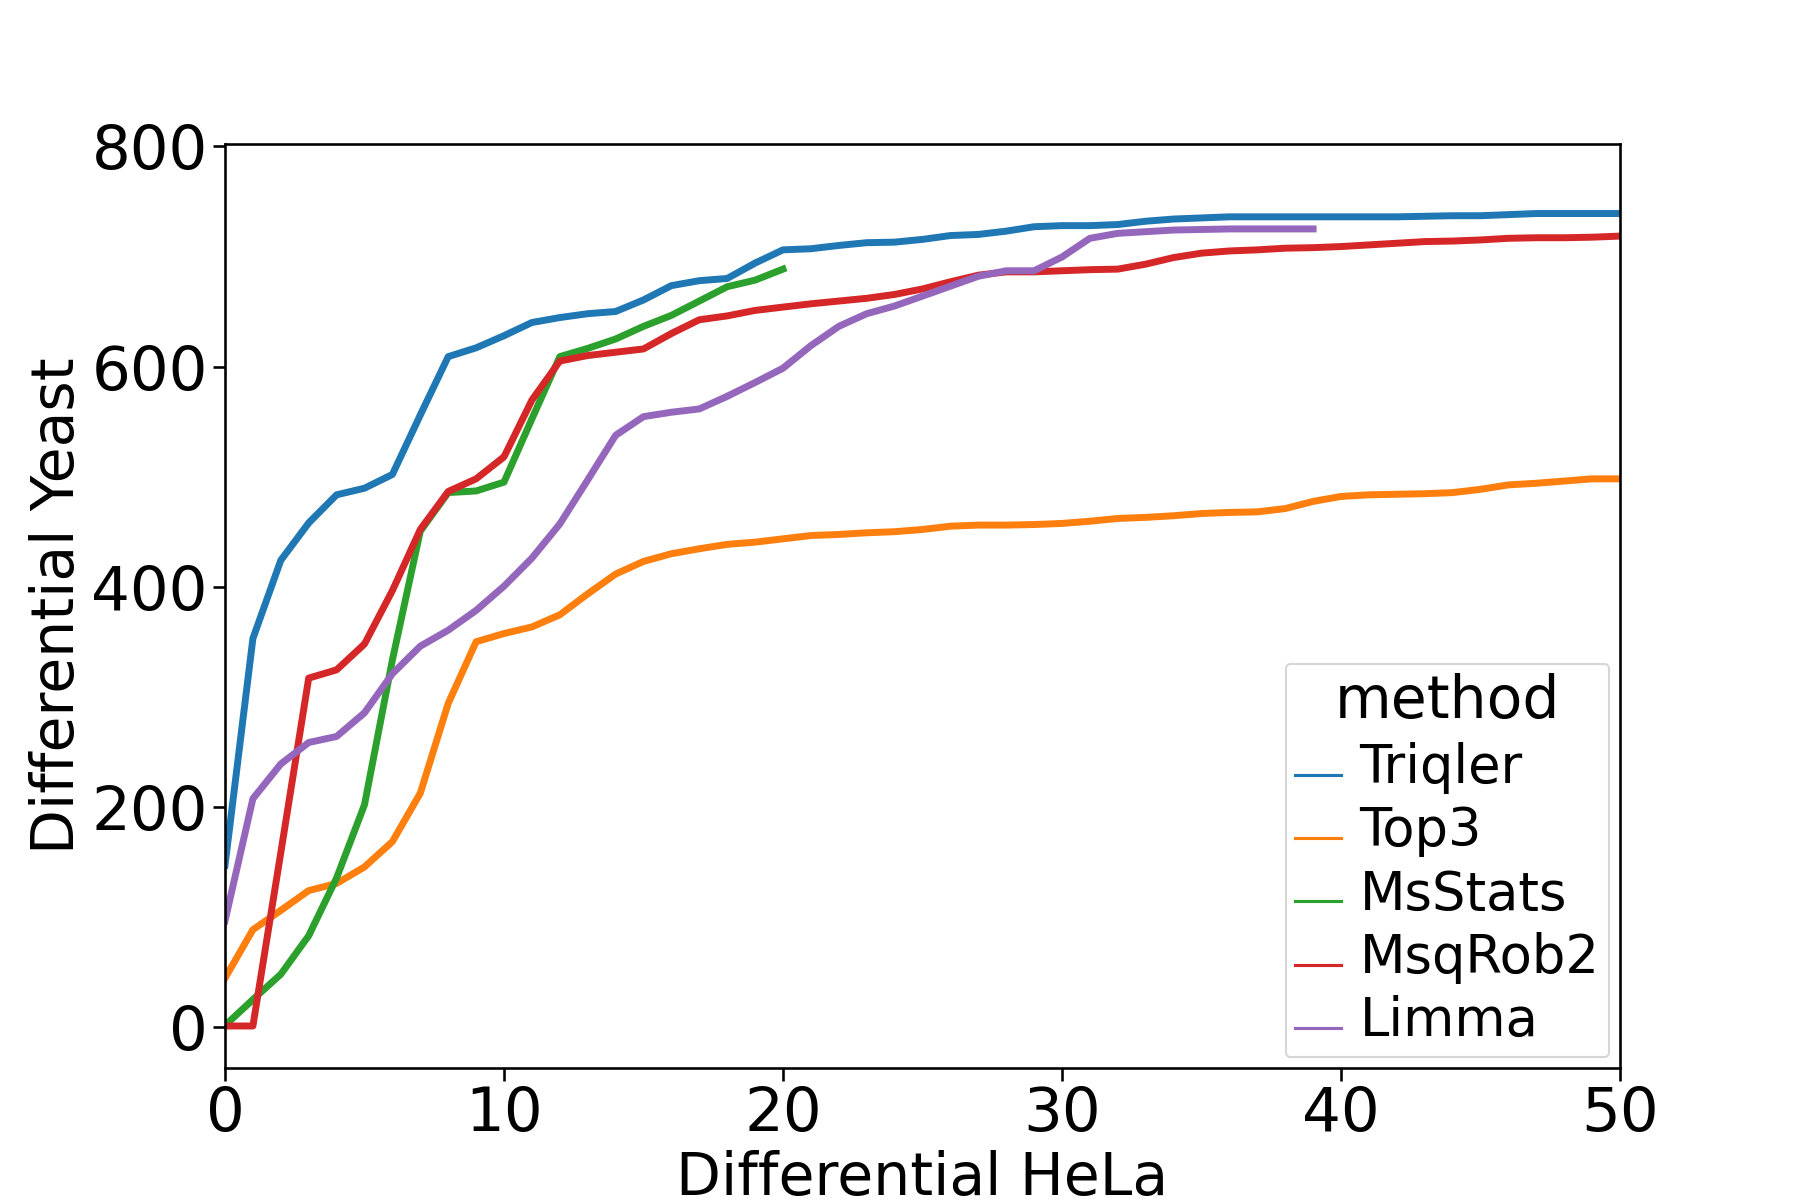 800
600
400
200
0
Differential Yeast
0 10 20 30 40 50
Differential HeLa
method
Triqler
Top3
MsStats
MsqRob2
Limma